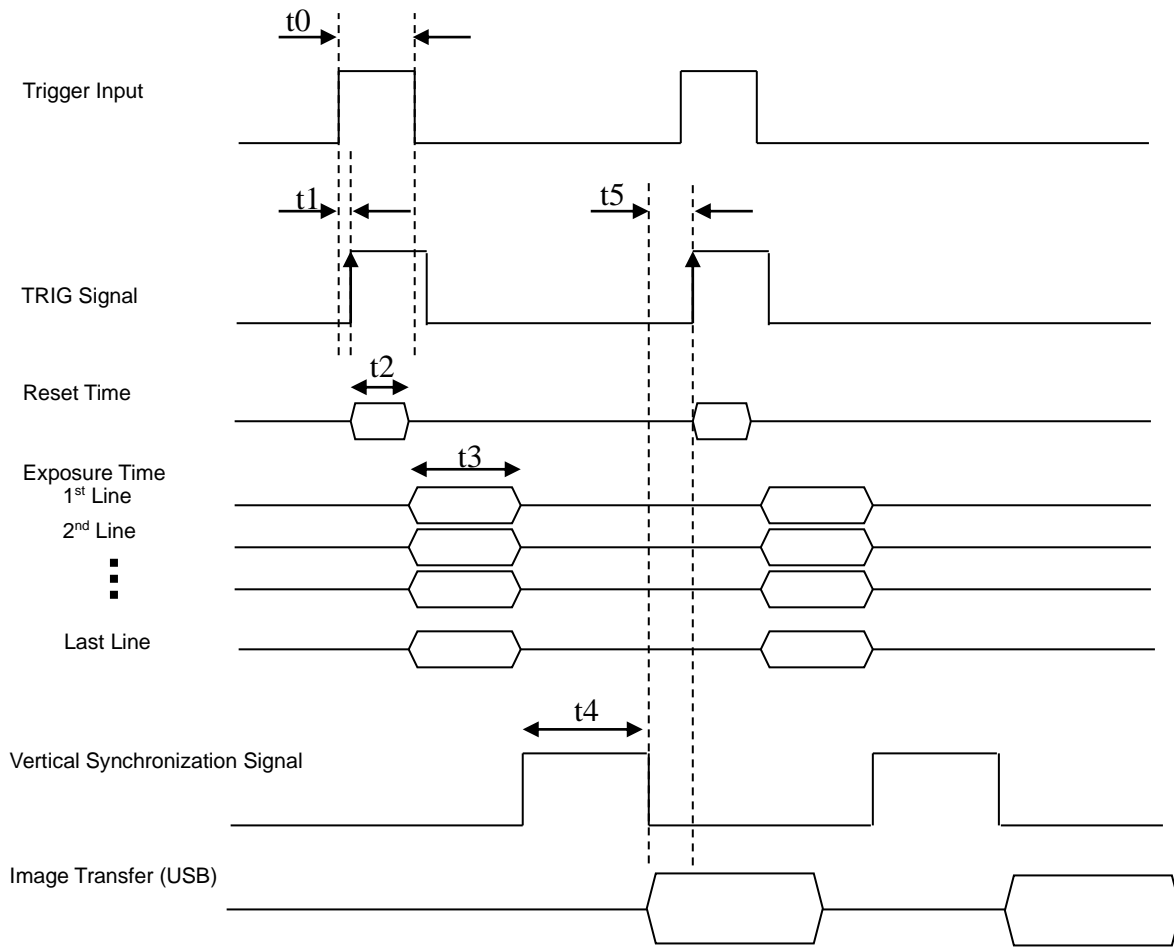 t0
Trigger Input
t1
t5
TRIG Signal
t2
Reset Time
t3
Exposure Time
1st Line
2nd Line
Last Line
t4
Vertical Synchronization Signal
Image Transfer (USB)